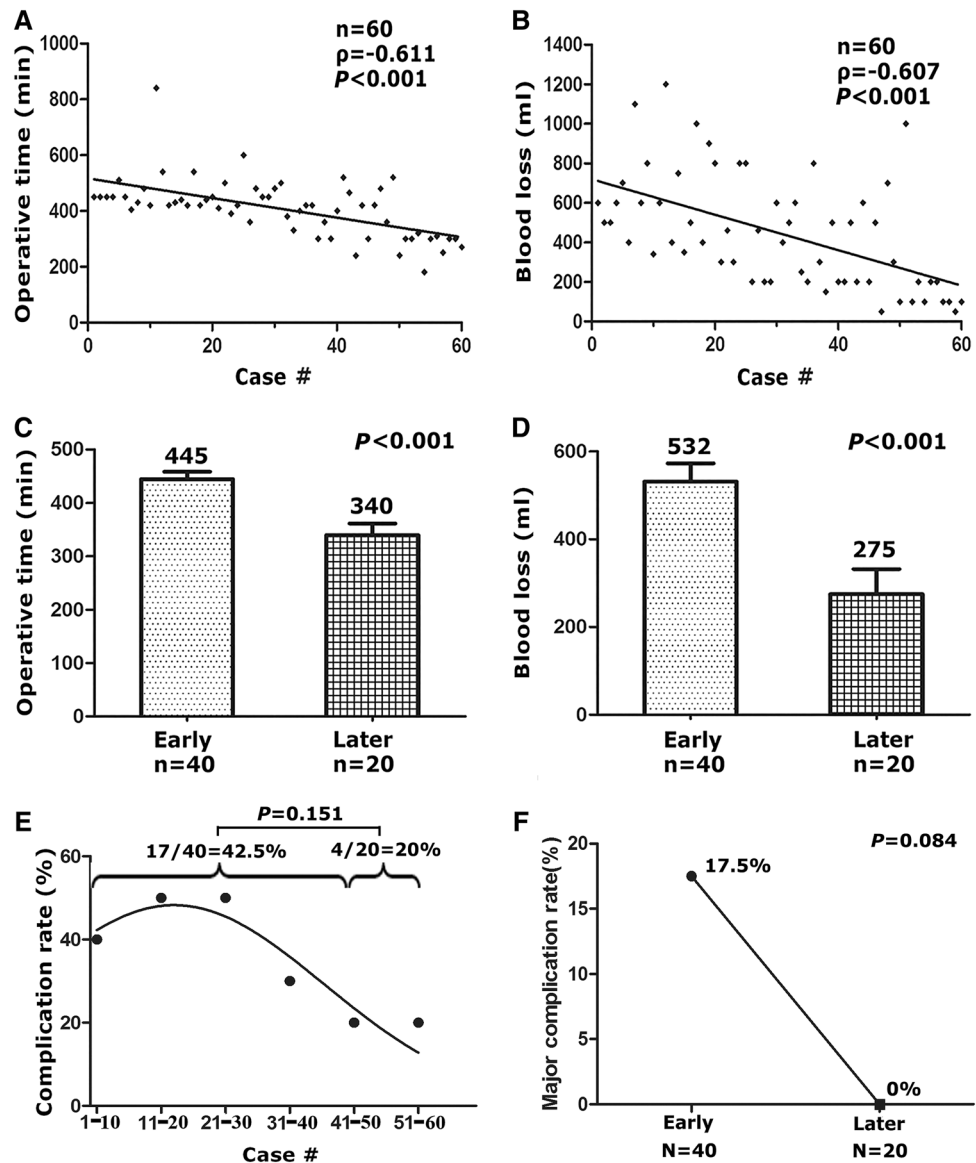 A
n=60
ρ=-0.611
P<0.001
Operative time (min)
1000
800
600
400
200
0
0 20 40 60
Case #
B
n=60
ρ=-0.607
P<0.001
Blood loss (ml)
1400
1200
1000
800
600
400
200
0
0 20 40 60
Case #
C
P<0.001
Operative time (min)
500
400
300
200
100
0
445
340
Early Later
n=40 n=20
D
P<0.001
Blood loss (ml)
600
400
200
0
532
275
Early Later
n=40 n=20
E
P=0.151
17/40=42.5% 4/20=20%
Complication rate (%)
60
40
20
0
1-10 11-20 21-30 31-40 41-50 51-60
Case #
F
P=0.084
Major complication rate(%)
20
15
10
5
0
17.5%
0%
Early Later
N=40 N=20